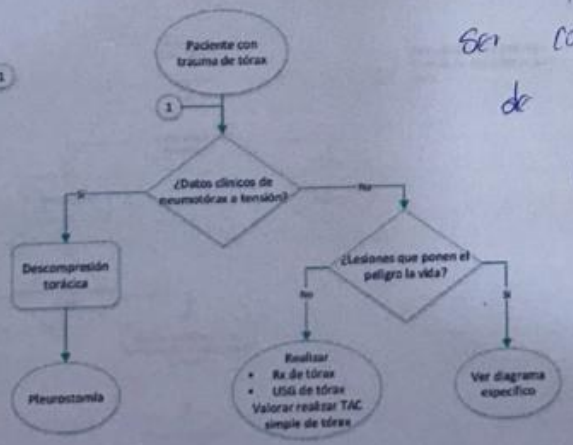 Paciente con
trauma de tórax
ser
de
1
1
¿Datos clínicos de
neumotórax a tensión?
Si
No
Descompresión
torácica
¿Lesiones que ponen el
peligro la vida?
No
Si
Pleurostomía
Realizar
• Rx de tórax
• USG de tórax
Valorar realizar TAC
simple de tórax
Ver diagrama
específico